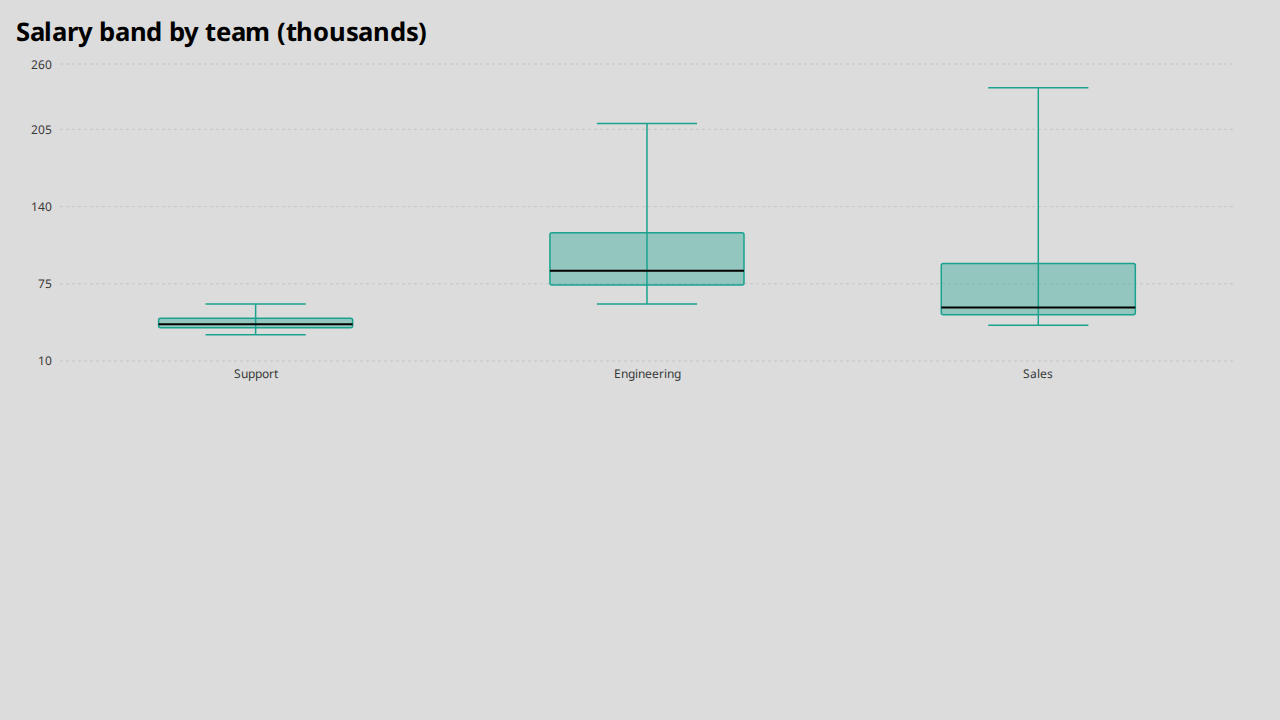 Salary band by team (thousands)
260
205
140
75
10
Support
Engineering
Sales